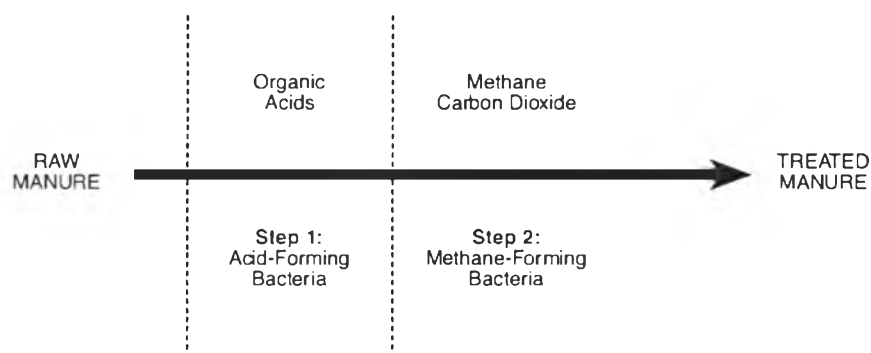 Organic
Acids
Methane
Carbon Dioxide
RAW
MANURE
TREATED
MANURE
Step 1:
Acid-Forming
Bacteria
Step 2:
Methane-Forming
Bacteria